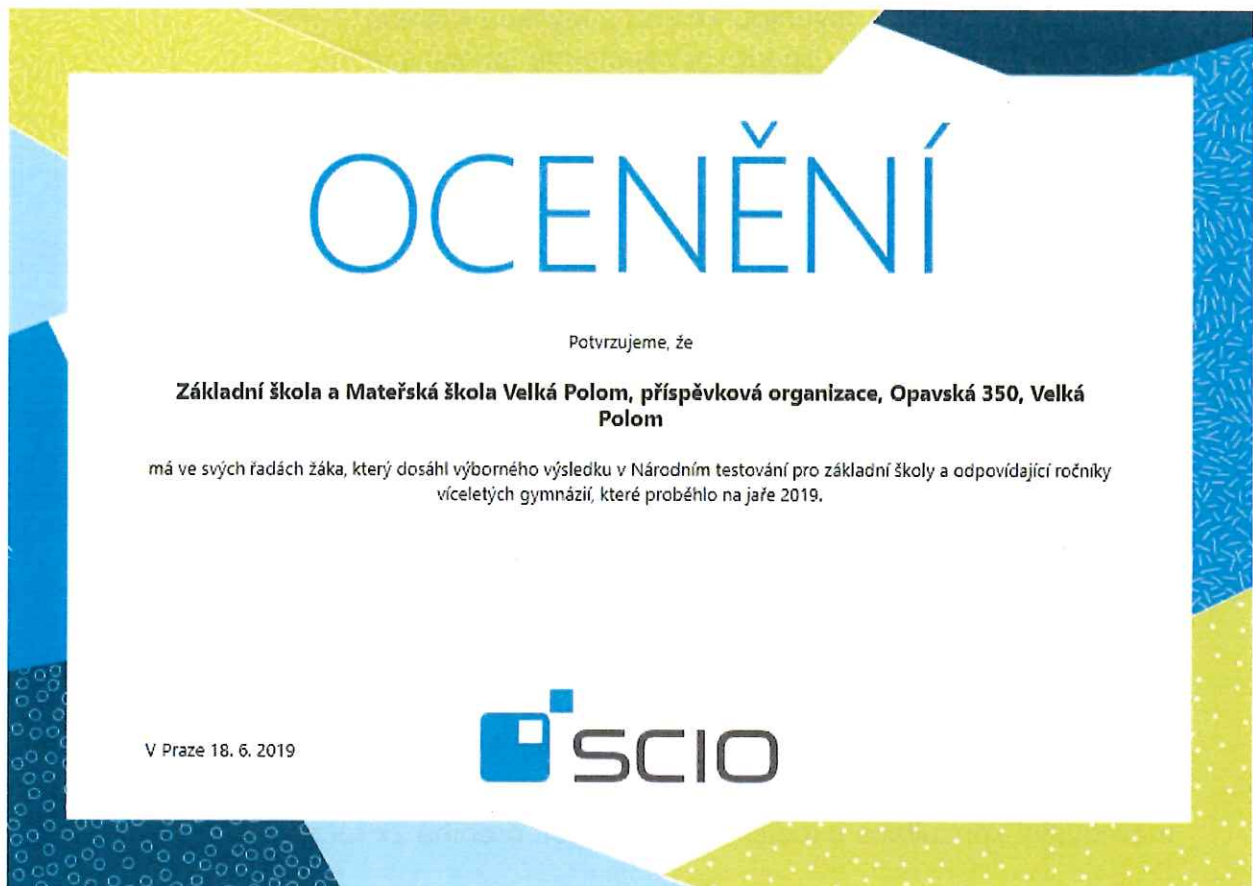 OCENĚNÍ
Potvrzujeme, že
Základní škola a Mateřská škola Velká Polom, příspěvková organizace, Opavská 350, Velká
Polom
má ve svých řadách žáka, který dosáhl výborného výsledku v Národním testování pro základní školy a odpovídající ročníky
víceletých gymnázií, které proběhlo na jaře 2019.
V Praze 18. 6. 2019
SCIO